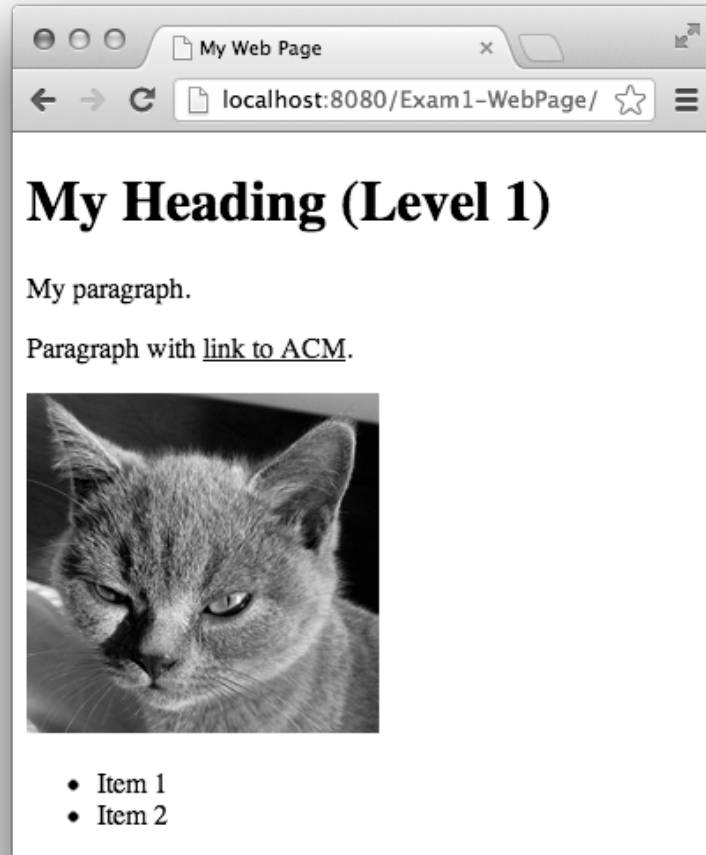 My Web Page
localhost:8080/Exam1-WebPage/
My Heading (Level 1)
My paragraph.
Paragraph with link to ACM.
Item 1
Item 2